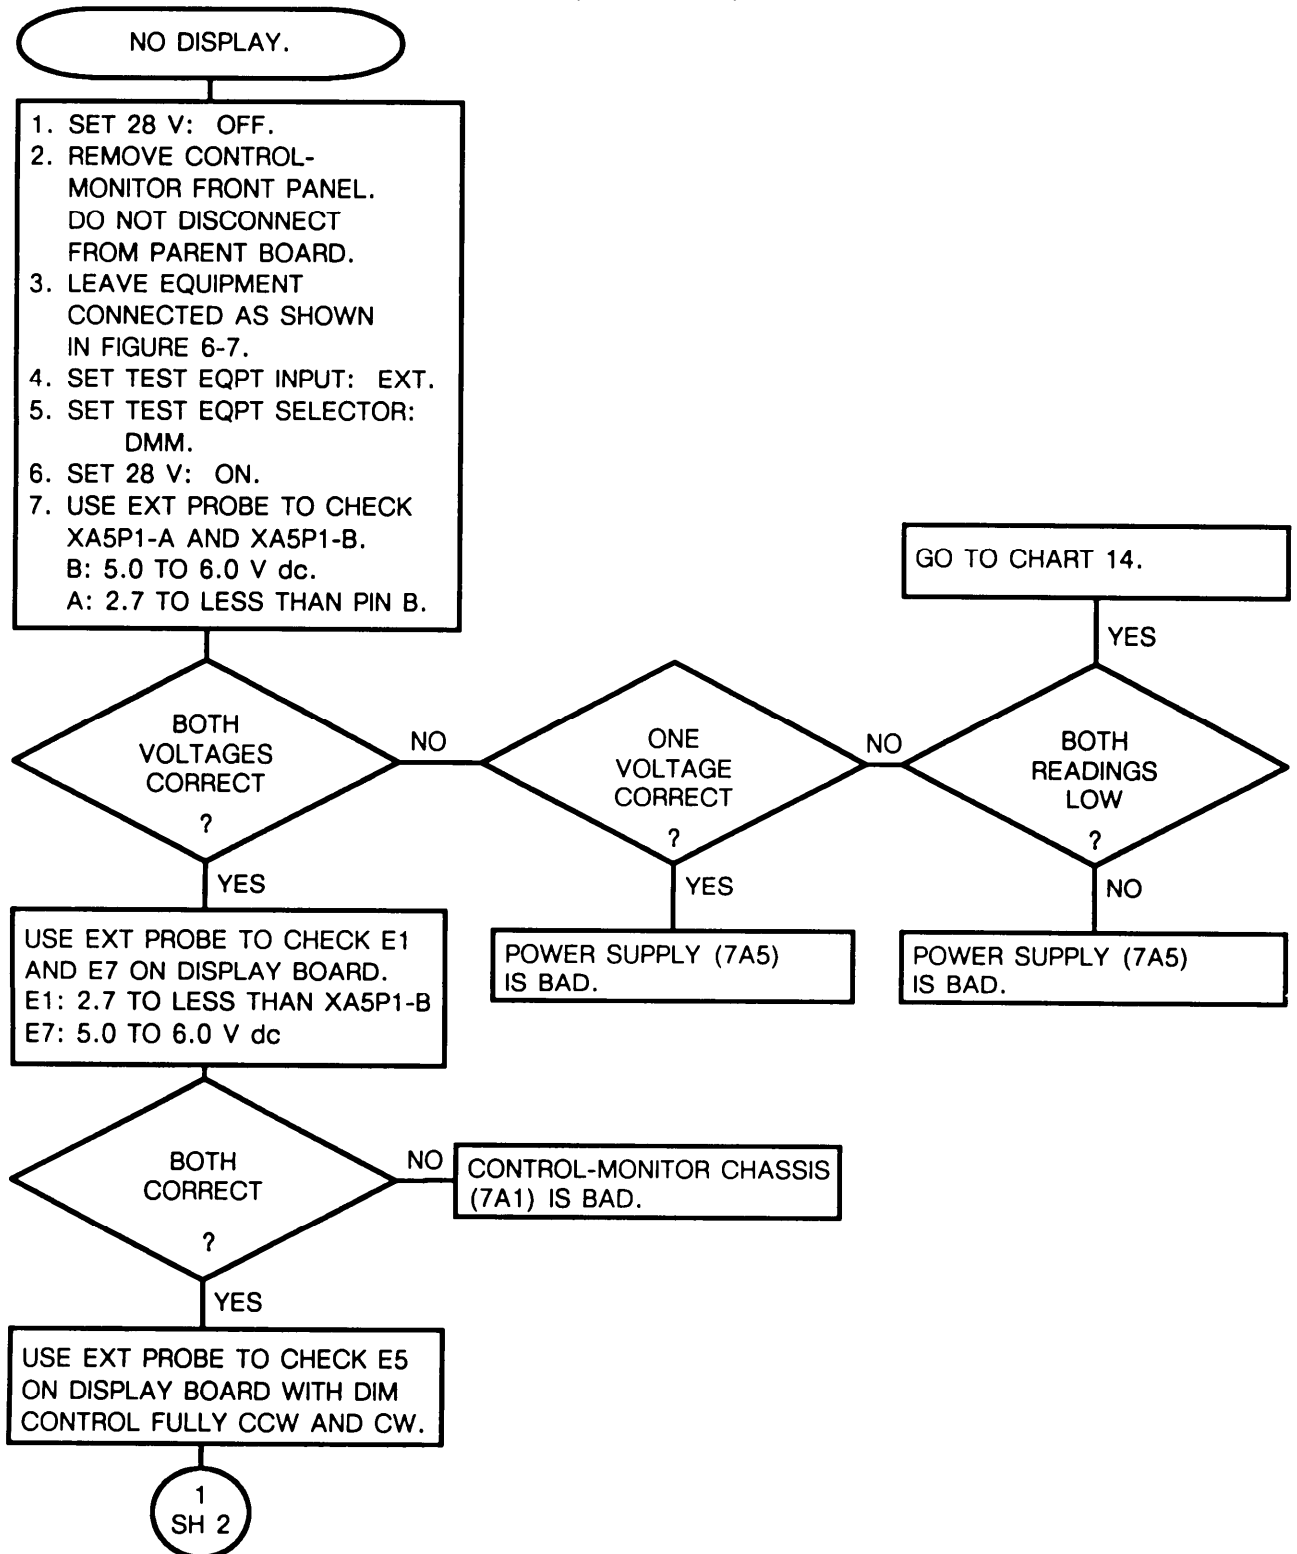 NO DISPLAY.
1. SET 28 V: OFF.
2. REMOVE CONTROL-
MONITOR FRONT PANEL.
DO NOT DISCONNECT
FROM PARENT BOARD.
3. LEAVE EQUIPMENT
CONNECTED AS SHOWN
IN FIGURE 6-7.
4. SET TEST EQPT INPUT: EXT.
5. SET TEST EQPT SELECTOR:
DMM.
6. SET 28 V: ON.
7. USE EXT PROBE TO CHECK
XA5P1-A AND XA5P1-B.
B: 5.0 TO 6.0 V dc.
A: 2.7 TO LESS THAN PIN B.
BOTH
VOLTAGES
CORRECT
?
NO
ONE
VOLTAGE
CORRECT
?
NO
BOTH
READINGS
LOW
?
YES
GO TO CHART 14.
NO
POWER SUPPLY (7A5)
IS BAD.
YES
POWER SUPPLY (7A5)
IS BAD.
YES
USE EXT PROBE TO CHECK E1
AND E7 ON DISPLAY BOARD.
E1: 2.7 TO LESS THAN XA5P1-B
E7: 5.0 TO 6.0 V dc
BOTH
CORRECT
?
NO
CONTROL-MONITOR CHASSIS
(7A1) IS BAD.
YES
USE EXT PROBE TO CHECK E5
ON DISPLAY BOARD WITH DIM
CONTROL FULLY CCW AND CW.
1
SH 2